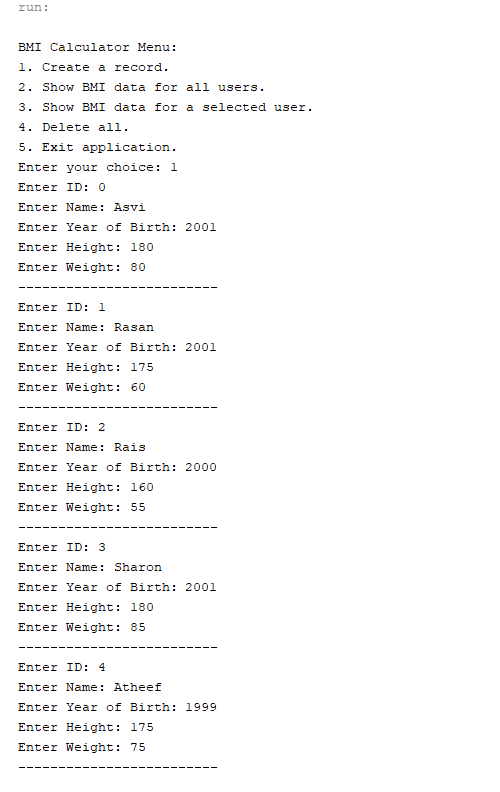 run:
BMI Calculator Menu:
1. Create a record.
2. Show BMI data for all users.
3. Show BMI data for a selected user.
4. Delete all.
5. Exit application.
Enter your choice: 1
Enter ID: 0
Enter Name: Asvi
Enter Year of Birth: 2001
Enter Height: 180
Enter Weight: 80
-------------------------
Enter ID: 1
Enter Name: Rasan
Enter Year of Birth: 2001
Enter Height: 175
Enter Weight: 60
-------------------------
Enter ID: 2
Enter Name: Rais
Enter Year of Birth: 2000
Enter Height: 160
Enter Weight: 55
-------------------------
Enter ID: 3
Enter Name: Sharon
Enter Year of Birth: 2001
Enter Height: 180
Enter Weight: 85
-------------------------
Enter ID: 4
Enter Name: Atheef
Enter Year of Birth: 1999
Enter Height: 175
Enter Weight: 75
-------------------------